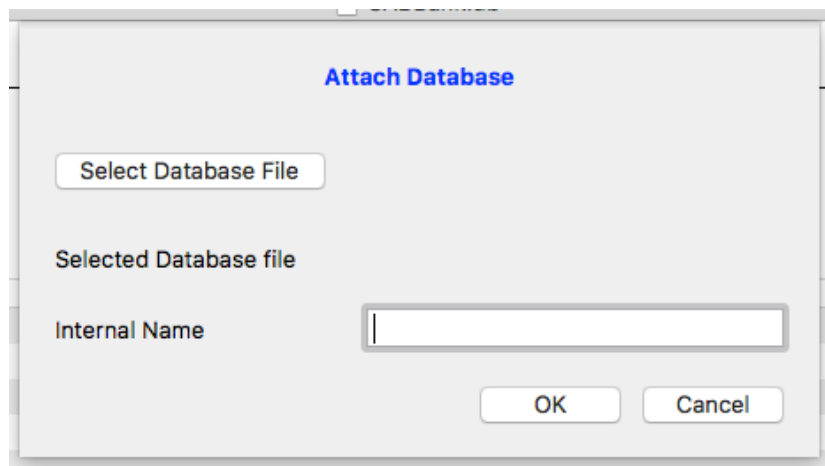 Attach Database
Select Database File
Selected Database file
Internal Name
OK Cancel